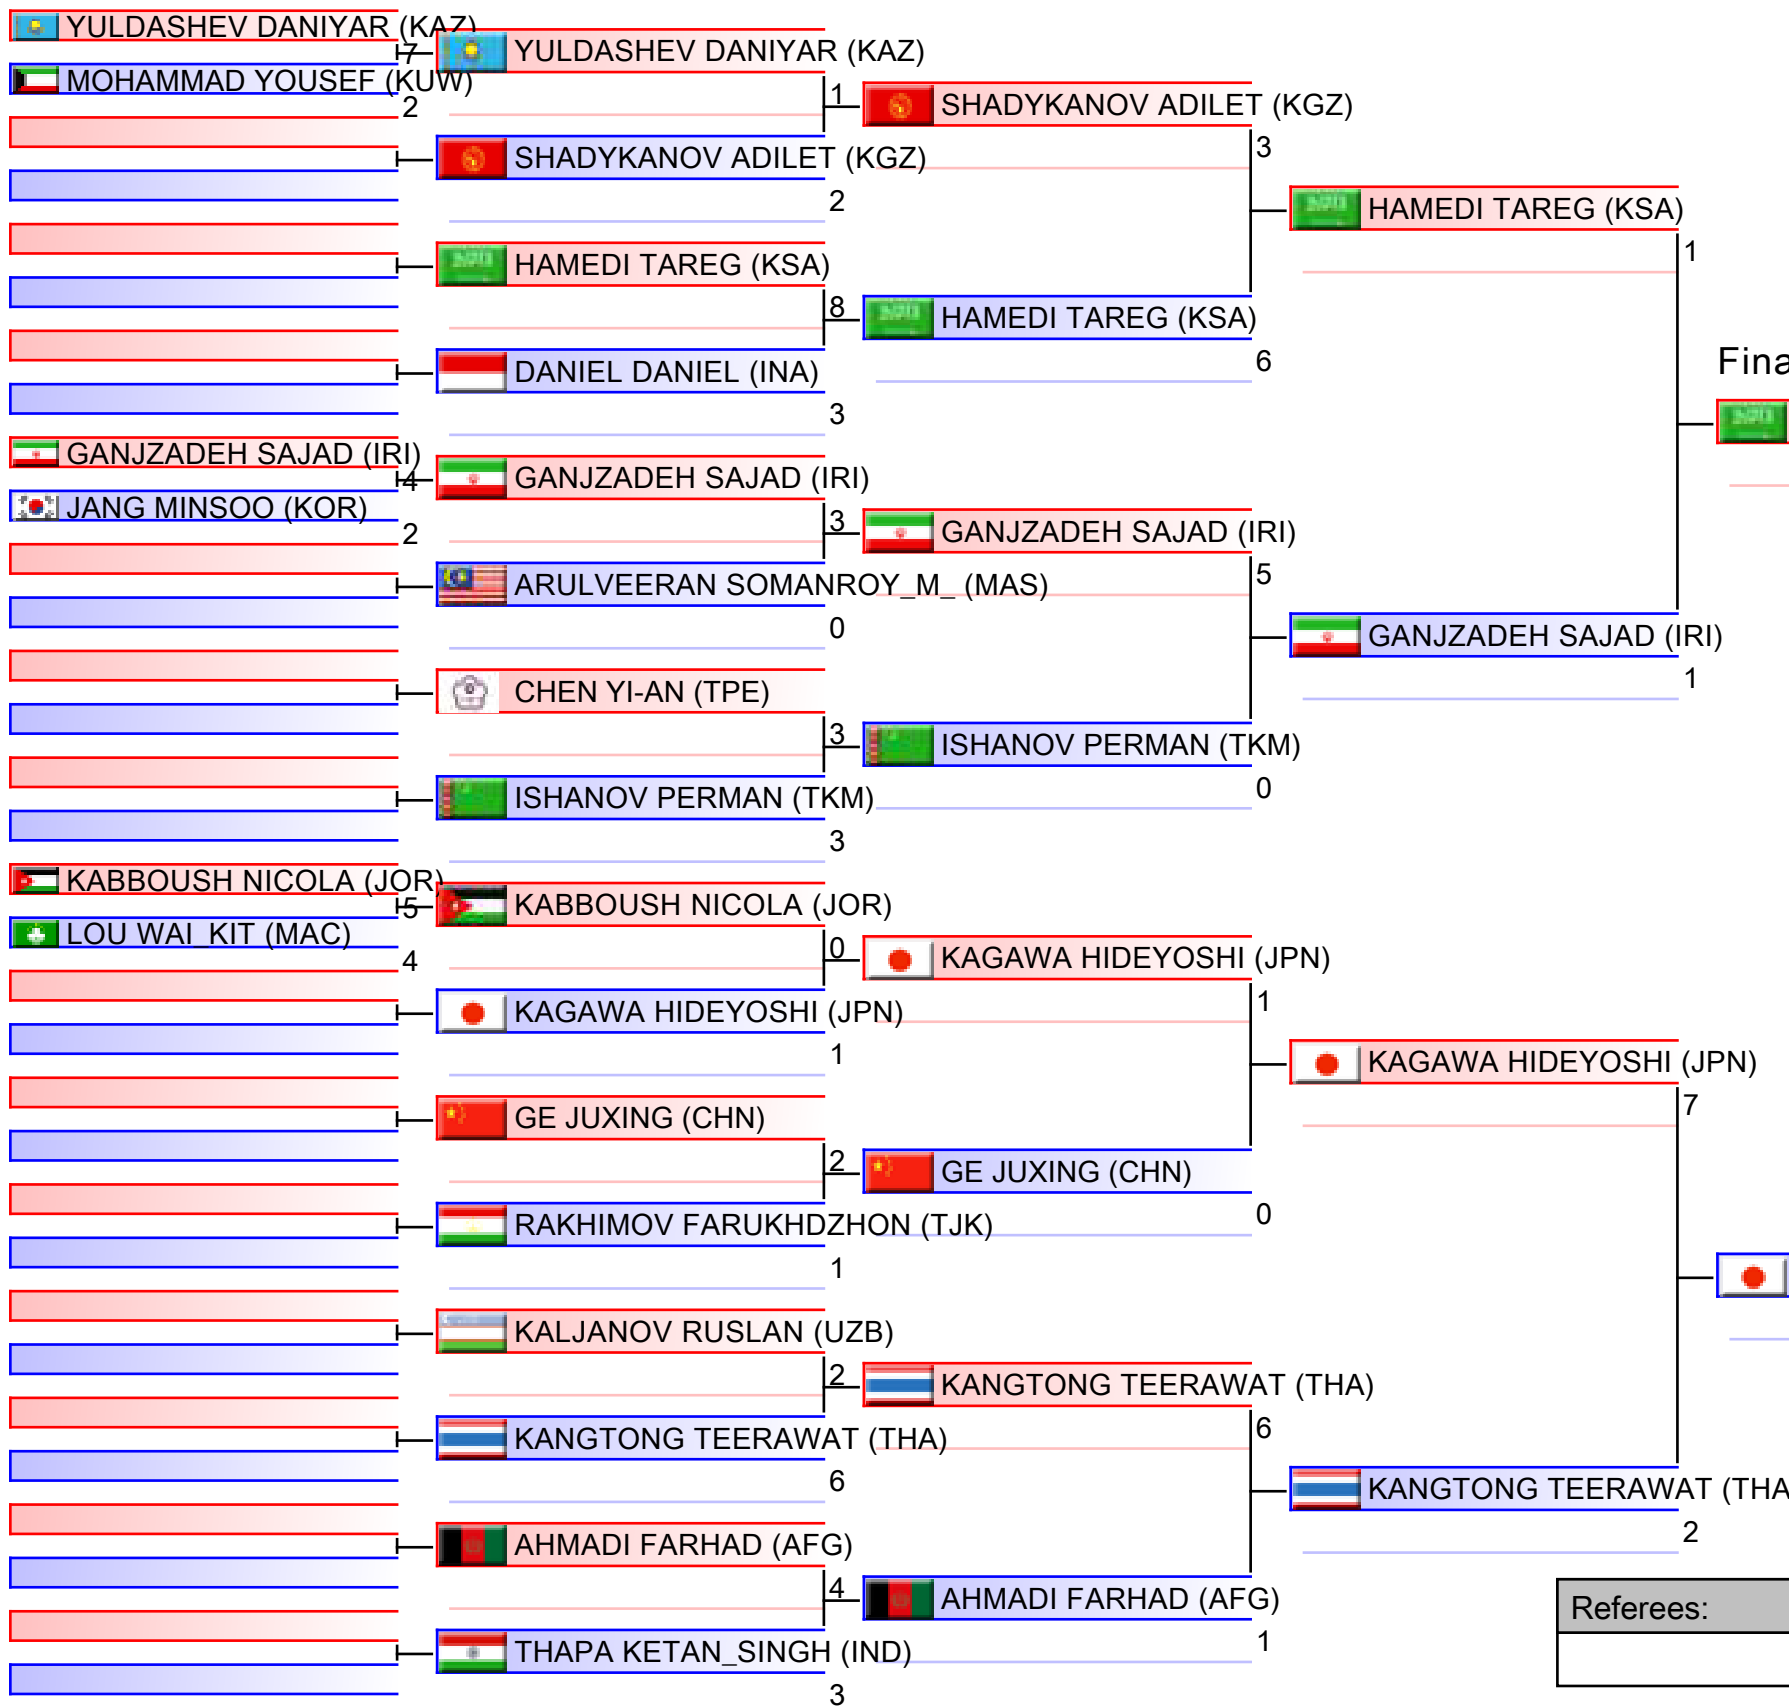 YULDASHEV DANIYAR (KAZ)
7
MOHAMMAD YOUSEF (KUW)
2
GANJZADEH SAJAD (IRI)
4
JANG MINSOO (KOR)
2
KABBOUSH NICOLA (JOR)
5
LOU WAI_KIT (MAC)
4
YULDASHEV DANIYAR (KAZ)
1
SHADYKANOV ADILET (KGZ)
2
HAMEDI TAREG (KSA)
8
DANIEL DANIEL (INA)
3
GANJZADEH SAJAD (IRI)
3
ARULVEERAN SOMANROY_M_ (MAS)
0
CHEN YI-AN (TPE)
3
ISHANOV PERMAN (TKM)
3
KABBOUSH NICOLA (JOR)
0
KAGAWA HIDEYOSHI (JPN)
1
GE JUXING (CHN)
2
RAKHIMOV FARUKHDZHON (TJK)
1
KALJANOV RUSLAN (UZB)
2
KANGTONG TEERAWAT (THA)
6
AHMADI FARHAD (AFG)
4
THAPA KETAN_SINGH (IND)
3
SHADYKANOV ADILET (KGZ)
3
HAMEDI TAREG (KSA)
6
GANJZADEH SAJAD (IRI)
5
ISHANOV PERMAN (TKM)
0
KAGAWA HIDEYOSHI (JPN)
1
GE JUXING (CHN)
0
KANGTONG TEERAWAT (THA)
6
AHMADI FARHAD (AFG)
1
HAMEDI TAREG (KSA)
1
GANJZADEH SAJAD (IRI)
1
KAGAWA HIDEYOSHI (JPN)
7
KANGTONG TEERAWAT (THA
2
Fina
Referees: